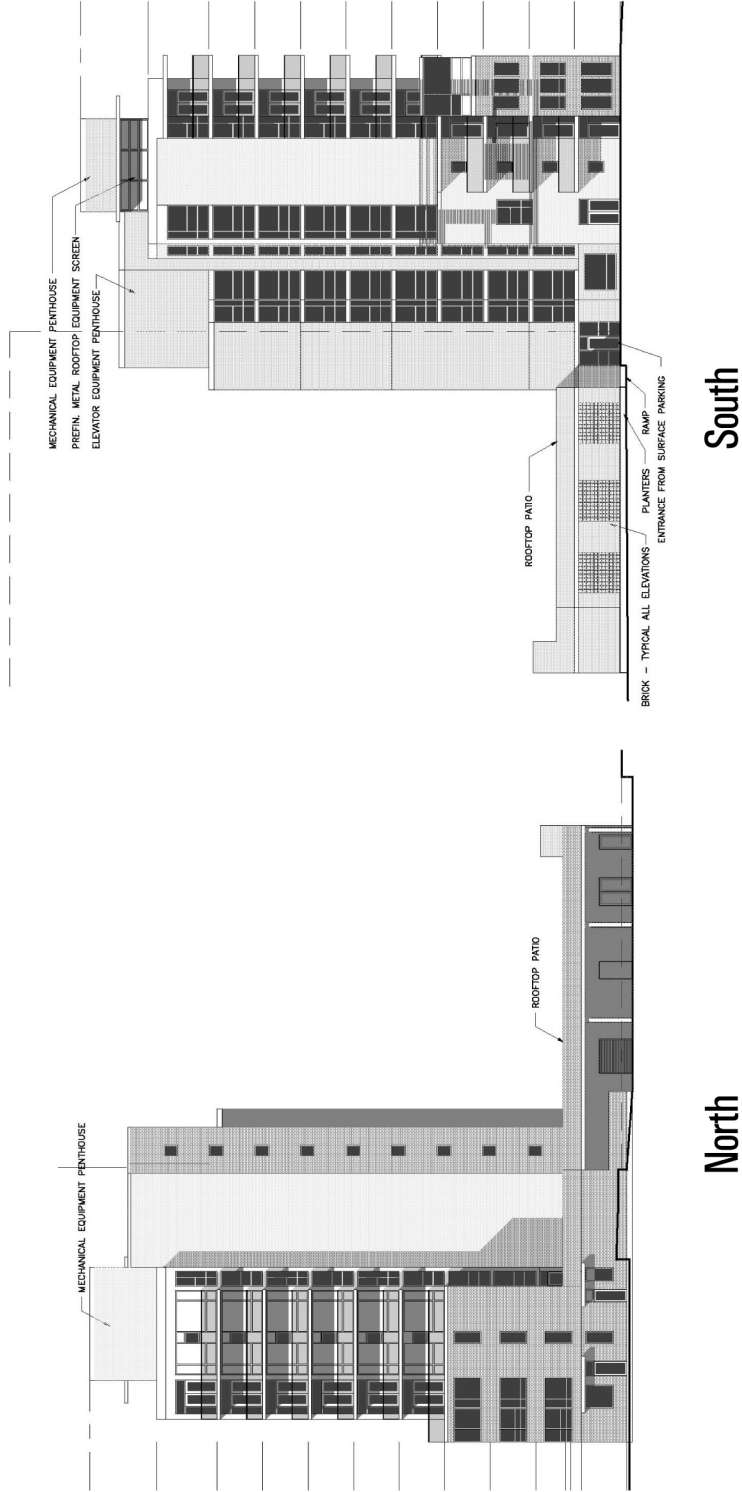 MECHANICAL EQUIPMENT PENTHOUSE
PREFIN. METAL ROOFTOP EQUIPMENT SCREEN
ELEVATOR EQUIPMENT PENTHOUSE
ROOFTOP PATIO
BRICK – TYPICAL ALL ELEVATIONS
PLANTERS
RAMP
ENTRANCE FROM SURFACE PARKING
South
MECHANICAL EQUIPMENT PENTHOUSE
ROOFTOP PATIO
North